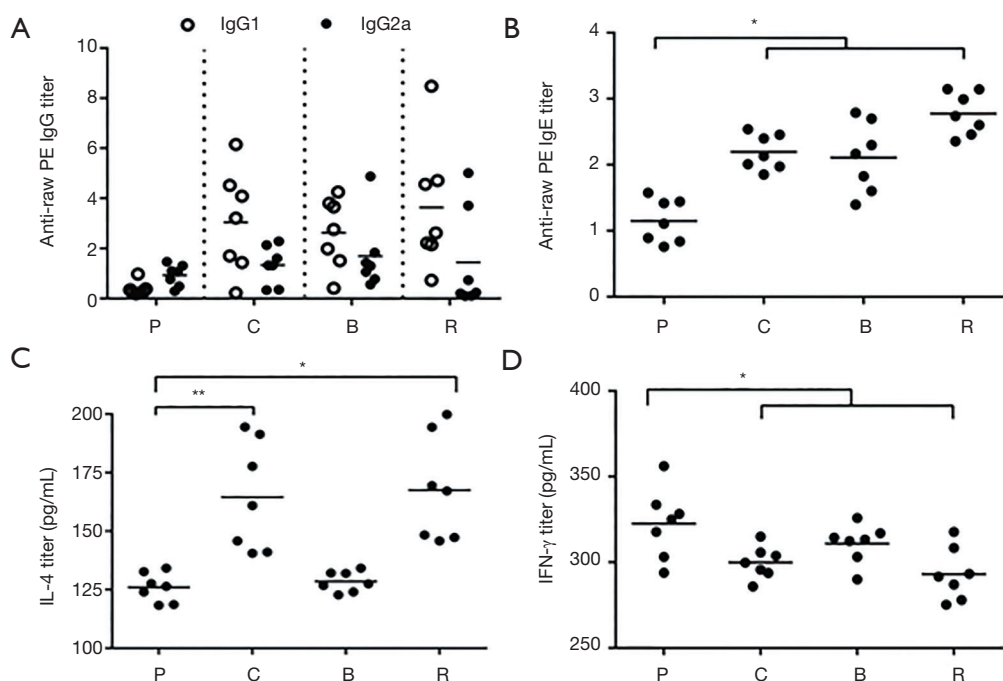 A
IgG1
IgG2a
Anti-raw PE IgG titer
10
8
6
4
2
0
P
C
B
R
B
*
Anti-raw PE IgE titer
4
3
2
1
0
P
C
B
R
C
*
**
IL-4 titer (pg/mL)
200
175
150
125
100
P
C
B
R
D
*
IFN-γ titer (pg/mL)
400
350
300
250
P
C
B
R